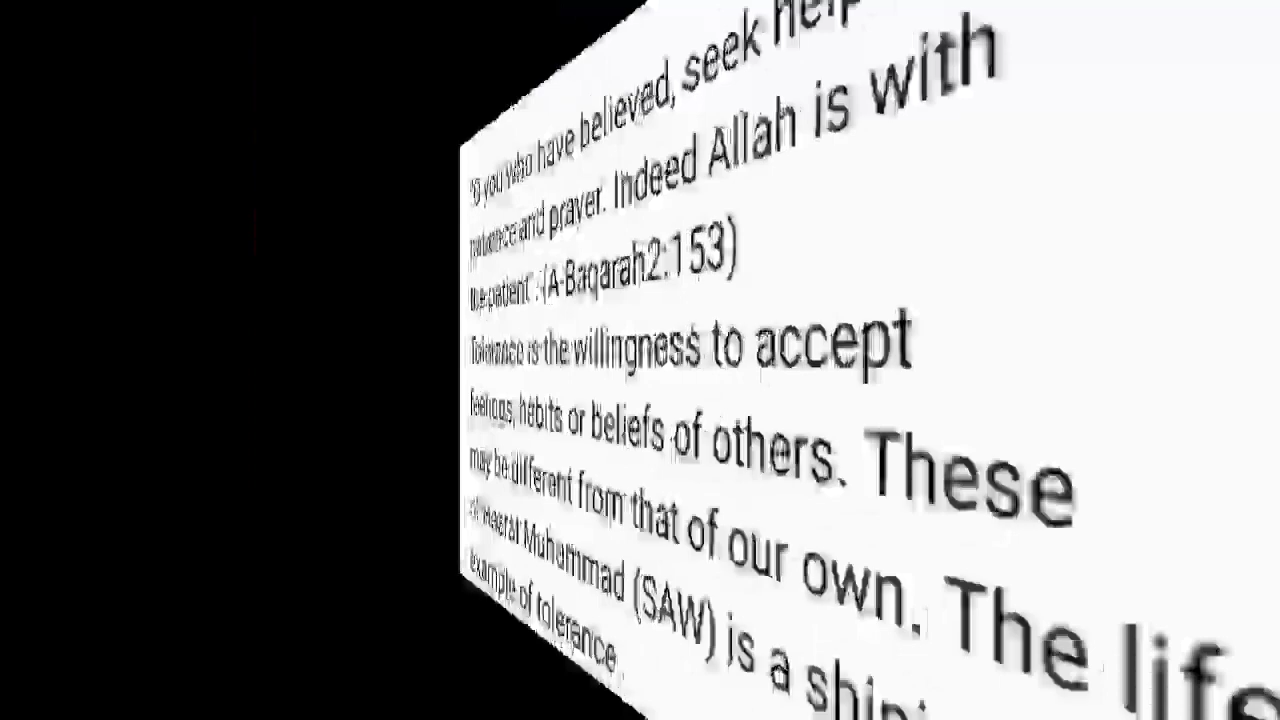 "O you who have believed, seek help
patience and prayer. Indeed Allah is with
the patient". (A-Baqarah2:153)
Tolerance is the willingness to accept
feelings, habits or beliefs of others. These
may be different from that of our own. The life
of Hazrat Muhammad (SAW) is a
example of tolerance